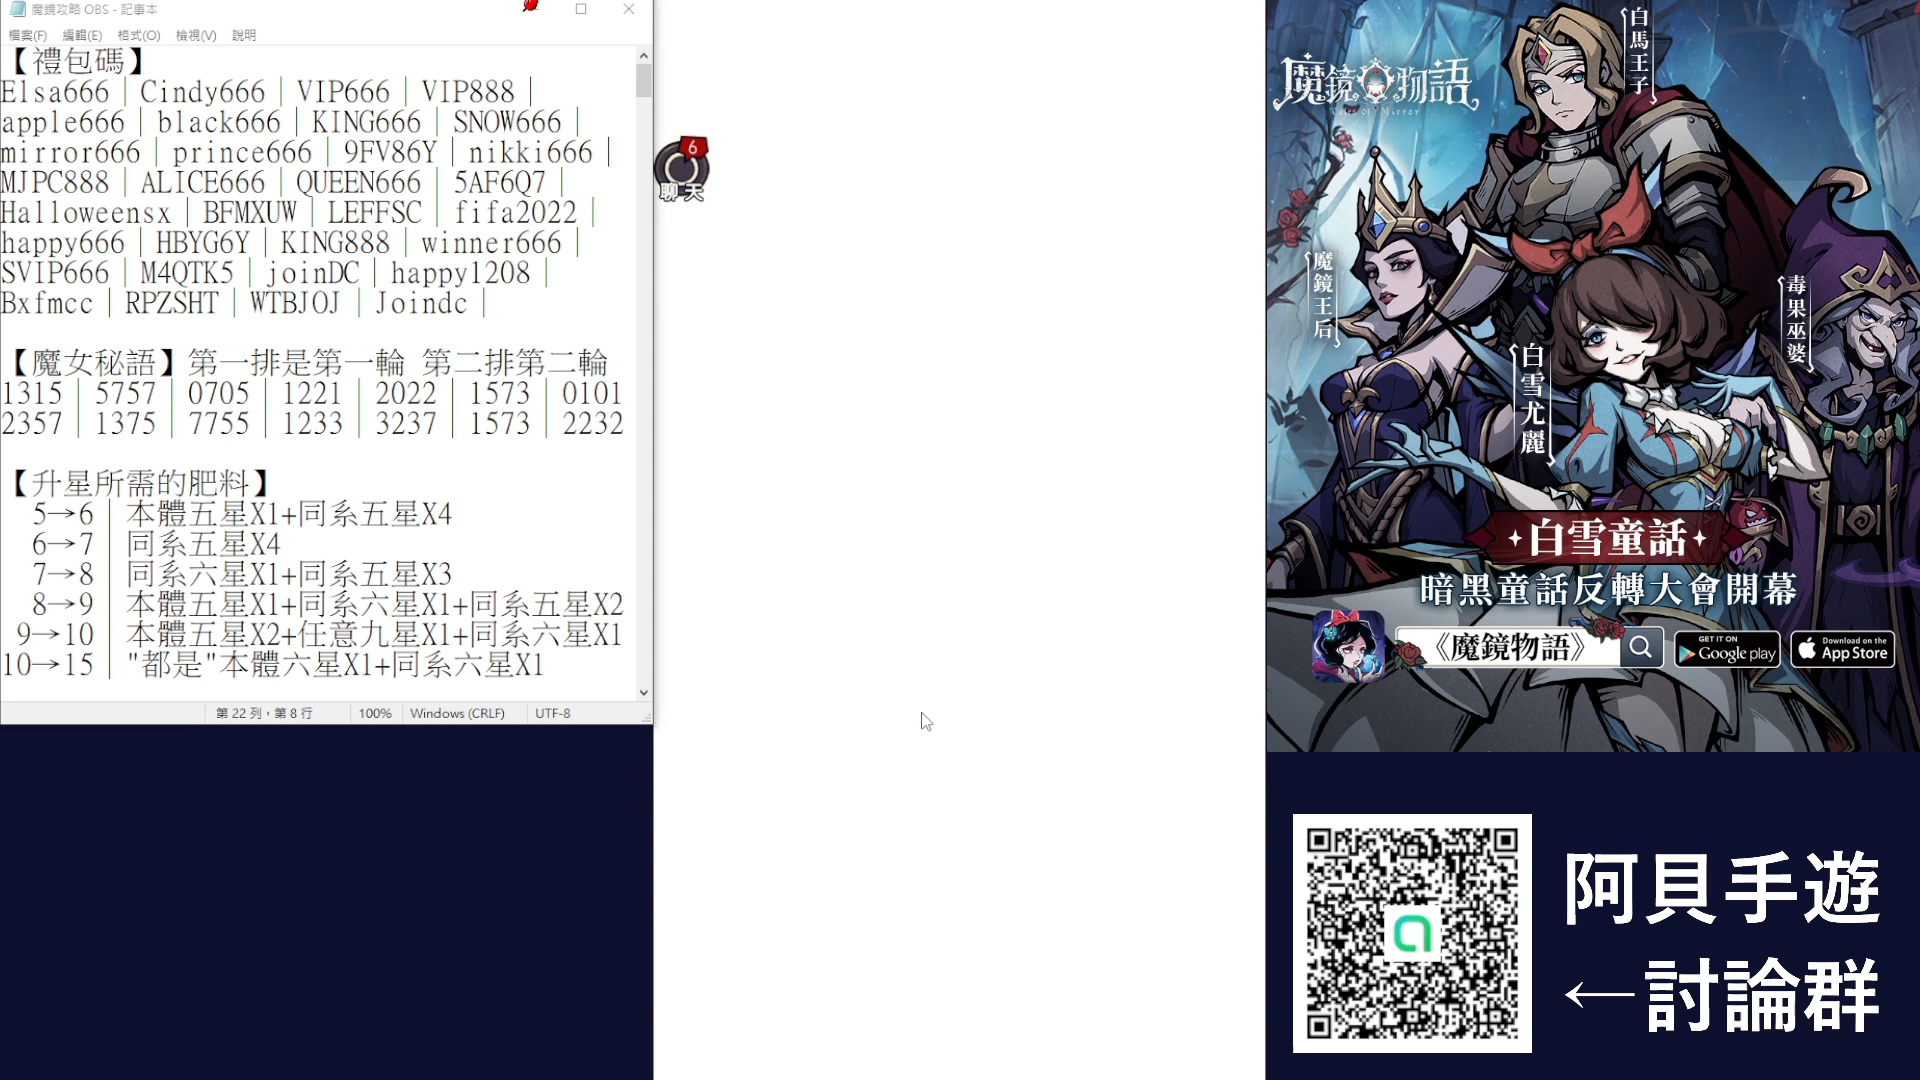 魔鏡攻略 OBS - 記事本
檔案(F) 編輯(E) 格式(O) 檢視(V) 說明
【禮包碼】
Elsa666 | Cindy666 | VIP666 | VIP888 |
apple666 | black666 | KING666 | SNOW666 |
mirror666 | prince666 | 9FV86Y | nikki666 |
MJPC888 | ALICE666 | QUEEN666 | 5AF6Q7 |
Halloweensx | BFMXUW | LEFFSC | fifa2022 |
happy666 | HBYG6Y | KING888 | winner666 |
SVIP666 | M4QTK5 | joinDC | happy1208 |
Bxfmcc | RPZSHT | WTBJOJ | Joindc |
【魔女秘語】第一排是第一輪 第二排第二輪
1315 | 5757 | 0705 | 1221 | 2022 | 1573 | 0101
2357 | 1375 | 7755 | 1233 | 3237 | 1573 | 2232
【升星所需的肥料】
5→6 | 本體五星X1+同系五星X4
6→7 | 同系五星X4
7→8 | 同系六星X1+同系五星X3
8→9 | 本體五星X1+同系六星X1+同系五星X2
9→10 | 本體五星X2+任意九星X1+同系六星X1
10→15 | "都是"本體六星X1+同系六星X1
第 22 列，第 8 行 100% Windows (CRLF) UTF-8
6
聊天
魔鏡物語
Tales Of Mirror
白馬王子
魔鏡王后
毒果巫婆
白雪尤麗
白雪童話
暗黑童話反轉大會開幕
《魔鏡物語》
GET IT ON
Google play
Download on the
App Store
阿貝手遊
←討論群